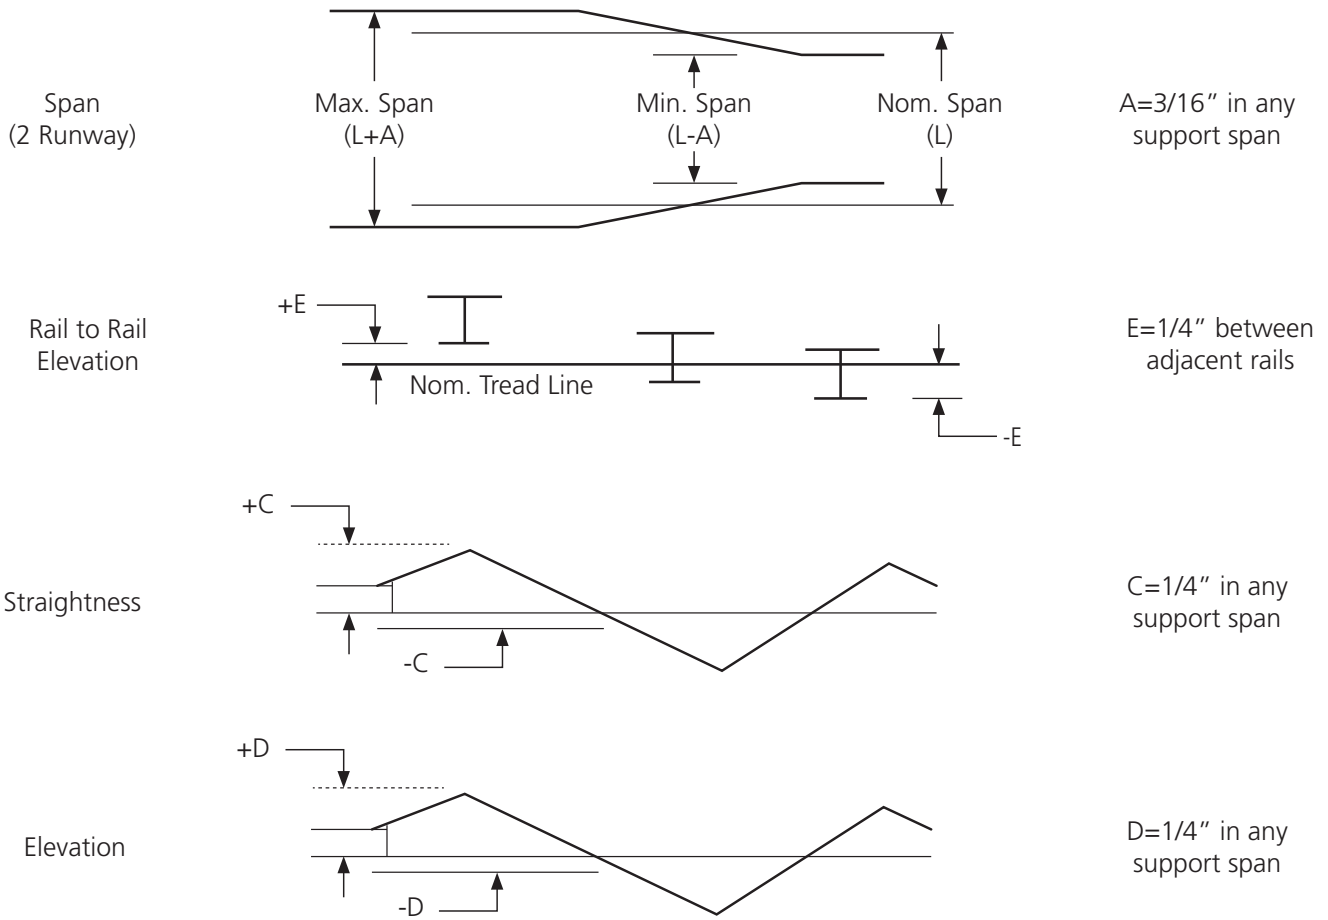 Span
(2 Runway)
Max. Span
(L+A)
Min. Span
(L-A)
Nom. Span
(L)
A=3/16” in any
support span
Rail to Rail
Elevation
+E
Nom. Tread Line
-E
E=1/4” between
adjacent rails
Straightness
+C
-C
C=1/4” in any
support span
Elevation
+D
-D
D=1/4” in any
support span